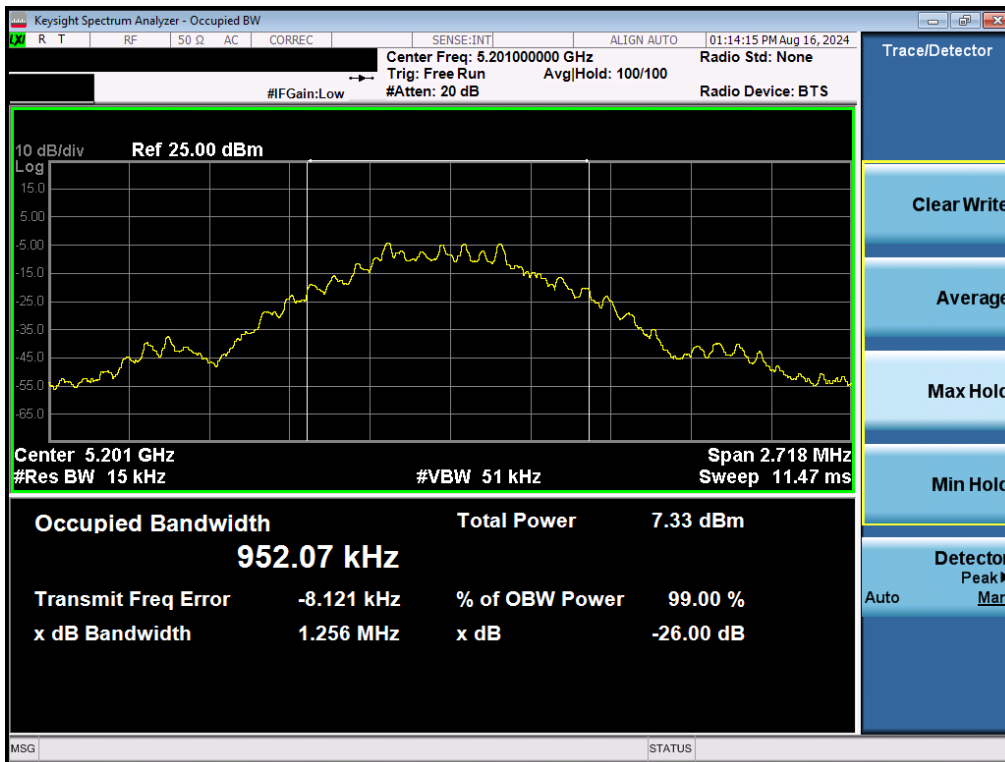 Keysight Spectrum Analyzer - Occupied BW
LXI R T RF 50 Ω AC CORREC SENSE:INT ALIGN AUTO 01:14:15 PM Aug 16, 2024
Center Freq: 5.201000000 GHz Radio Std: None
Trig: Free Run Avg|Hold: 100/100
#IFGain:Low #Atten: 20 dB Radio Device: BTS
10 dB/div Ref 25.00 dBm
Log
15.0
5.00
-5.00
-15.0
-25.0
-35.0
-45.0
-55.0
-65.0
Center 5.201 GHz Span 2.718 MHz
#Res BW 15 kHz #VBW 51 kHz Sweep 11.47 ms
Occupied Bandwidth Total Power 7.33 dBm
952.07 kHz
Transmit Freq Error -8.121 kHz % of OBW Power 99.00 %
x dB Bandwidth 1.256 MHz x dB -26.00 dB
MSG STATUS
Trace/Detector
Clear Write
Average
Max Hold
Min Hold
Detector
Peak
Auto Man